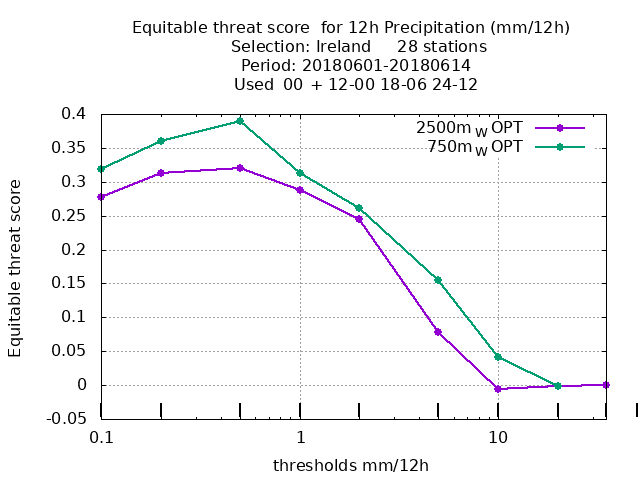 Equitable threat score for 12h Precipitation (mm/12h)
Selection: Ireland 28 stations
Period: 20180601-20180614
Used 00 + 12-00 18-06 24-12
2500m_W OPT
750m_W OPT
0.4
0.35
0.3
0.25
0.2
0.15
0.1
0.05
0
-0.05
Equitable threat score
0.1 1 10
thresholds mm/12h